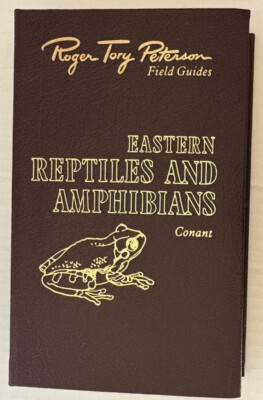 Roger Tory Peterson
Field Guides
EASTERN
REPTILES AND
AMPHIBIANS
Conant